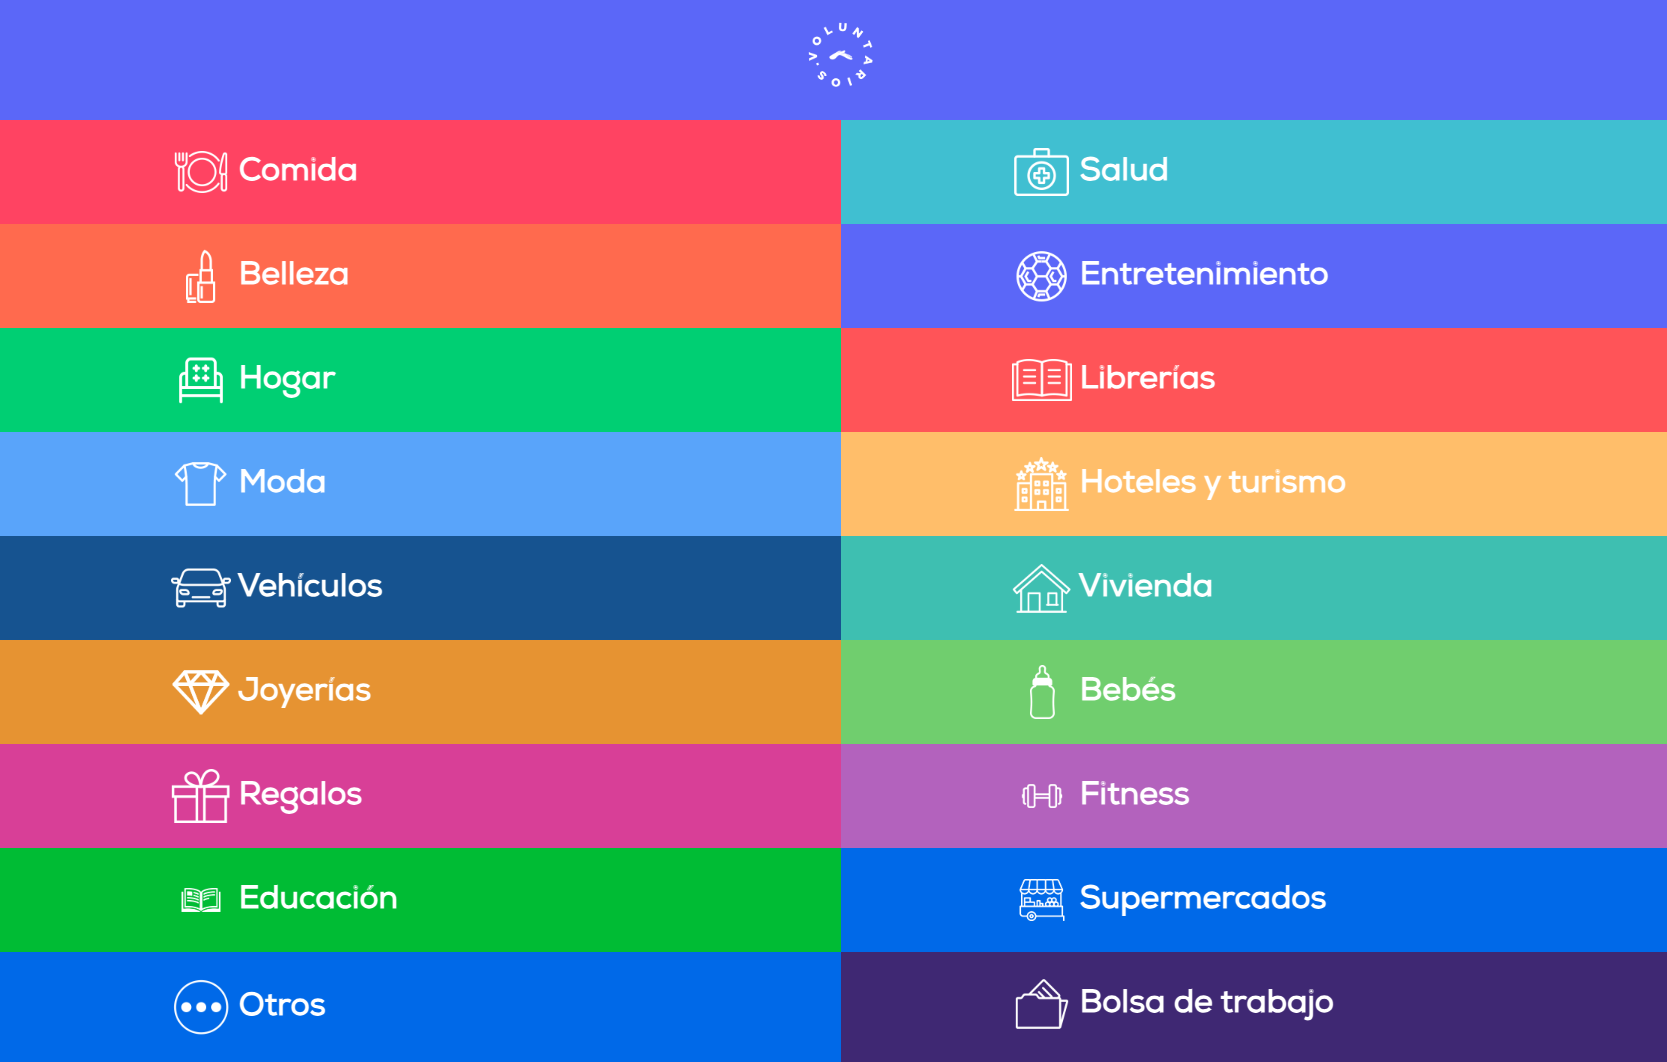 VOLUNTARIOS.
Comida
Salud
Belleza
Entretenimiento
Hogar
Librerías
Moda
Hoteles y turismo
Vehículos
Vivienda
Joyerías
Bebés
Regalos
Fitness
Educación
Supermercados
Otros
Bolsa de trabajo